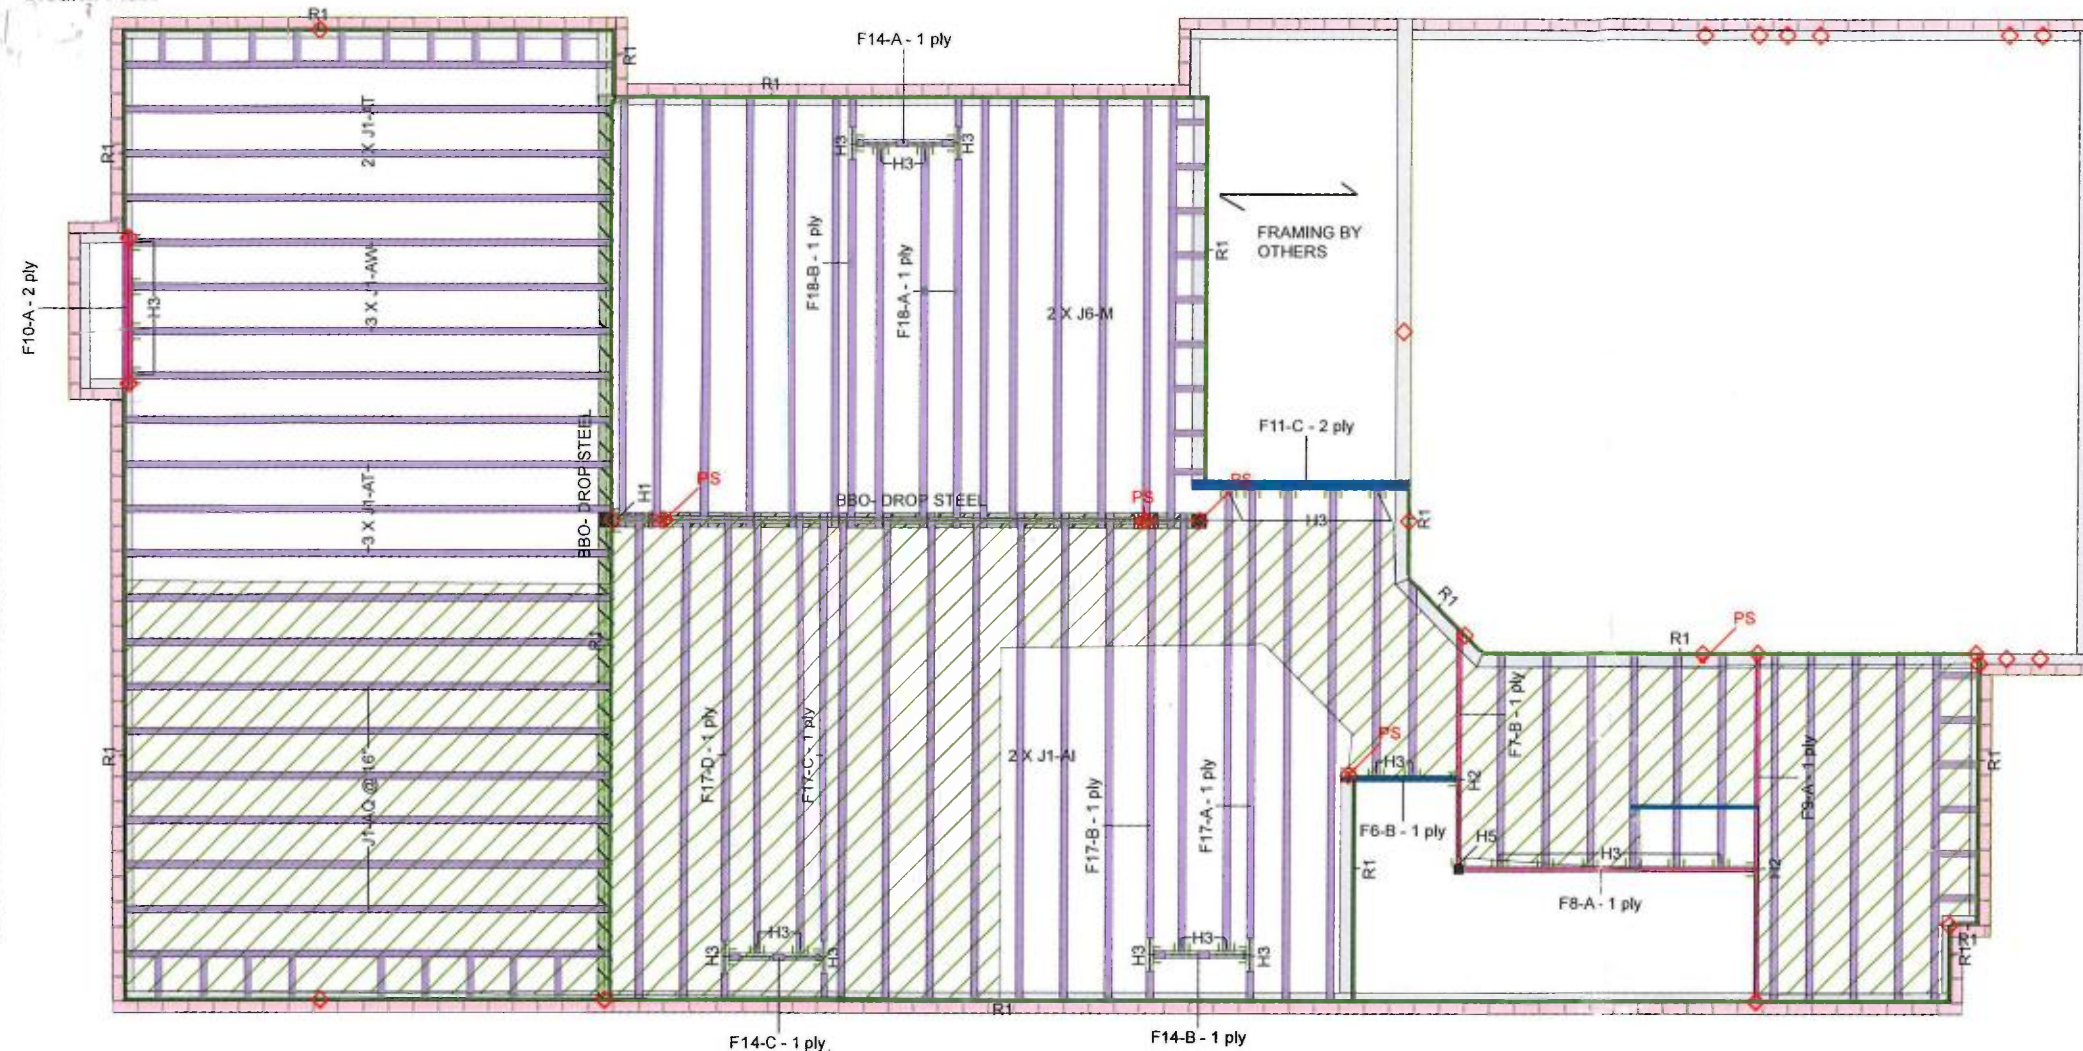 R1
F14-A - 1 ply
R1
R1
2 X J1-AT
R1
H3
H3
H3
FRAMING BY
OTHERS
R1
F18-B - 1 ply
F18-A - 1 ply
2 X J6-M
F10-A - 2 ply
H3
3 X J1-AW
BBO- DROP STEEL
F11-C - 2 ply
3 X J1-AT
H1
PS
BBO- DROP STEEL
PS
PS
H3
R1
R1
R1
R1
PS
R1
J1-AQ @ 16"
F17-D - 1 ply
F17-C - 1 ply
2 X J1-AI
F17-B - 1 ply
F17-A - 1 ply
PS
H3
H2
F7-B - 1 ply
F9-A - 1 ply
R1
F6-B - 1 ply
H5
H3
R1
H2
F8-A - 1 ply
H3
H3
H3
H3
H3
H3
R1
R1
R1
F14-C - 1 ply
F14-B - 1 ply